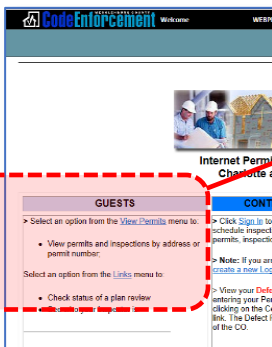 MECKLENBURG COUNTY
CodeEnforcement Welcome WEBP
Internet Permi
Charlotte a
GUESTS
> Select an option from the View Permits menu to:
• View permits and inspections by address or
permit number;
Select an option from the Links menu to:
• Check status of a plan review
CONT
> Click Sign In to
schedule inspect
permits, inspectio
> Note: If you are
create a new Log
> View your Defe
entering your Per
clicking on the Ce
link. The Defect R
of the CO.